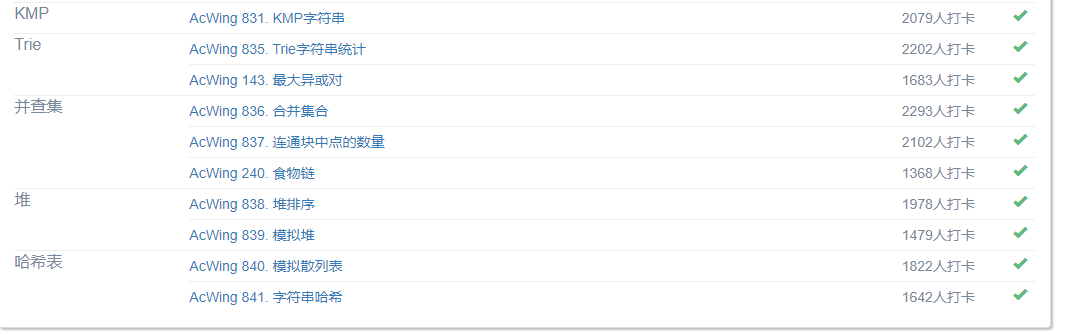 KMP AcWing 831. KMP字符串 2079人打卡
Trie AcWing 835. Trie字符串统计 2202人打卡
AcWing 143. 最大异或对 1683人打卡
并查集 AcWing 836. 合并集合 2293人打卡
AcWing 837. 连通块中点的数量 2102人打卡
AcWing 240. 食物链 1368人打卡
堆 AcWing 838. 堆排序 1978人打卡
AcWing 839. 模拟堆 1479人打卡
哈希表 AcWing 840. 模拟散列表 1822人打卡
AcWing 841. 字符串哈希 1642人打卡